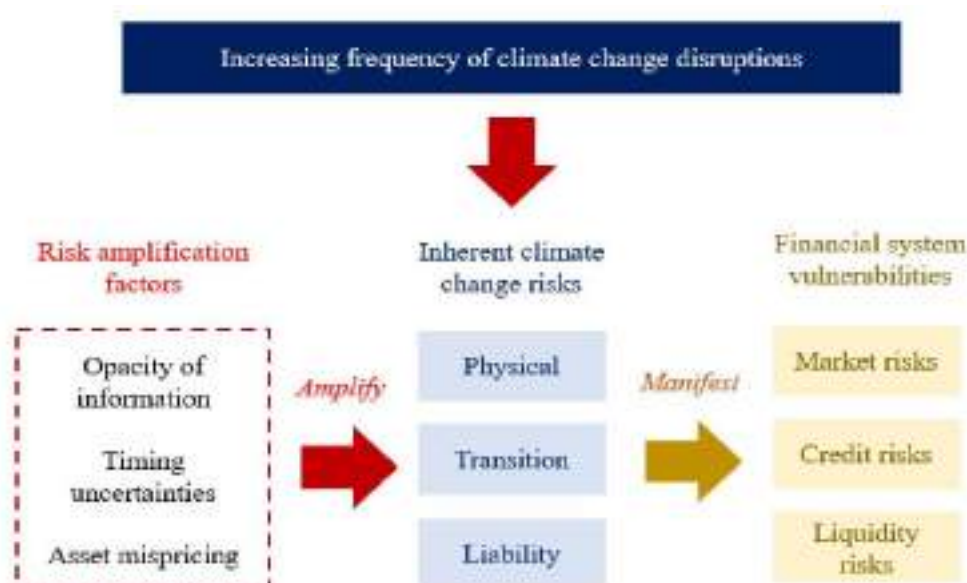 Increasing frequency of climate change disruptions
Risk amplification
factors
Opacity of
information
Timing
uncertainties
Asset mispricing
Amplify
Inherent climate
change risks
Physical
Transition
Liability
Manifest
Financial system
vulnerabilities
Market risks
Credit risks
Liquidity
risks